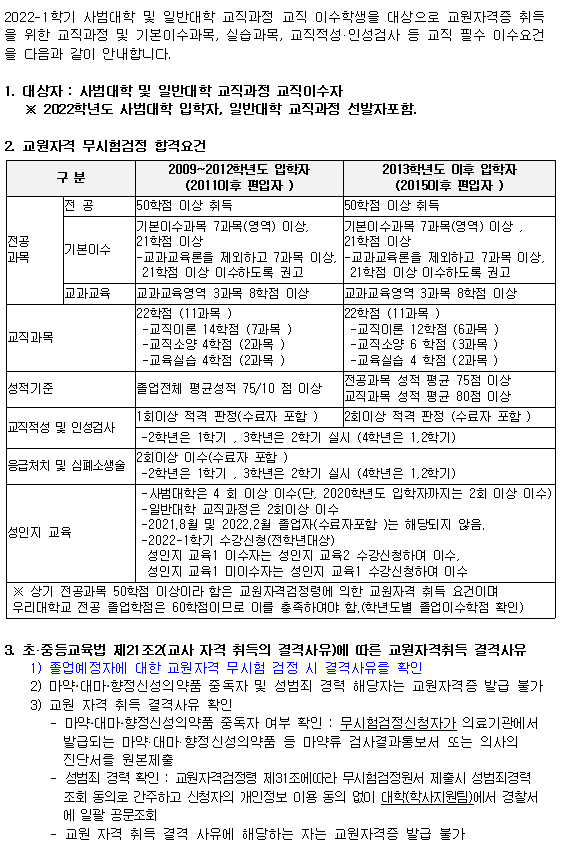 2022-1학기 사범대학 및 일반대학 교직과정 교직 이수학생을 대상으로 교원자격증 취득
을 위한 교직과정 및 기본이수과목, 실습과목, 교직적성·인성검사 등 교직 필수 이수요건
을 다음과 같이 안내합니다.
1. 대상자 : 사범대학 및 일반대학 교직과정 교직이수자
※ 2022학년도 사범대학 입학자, 일반대학 교직과정 선발자포함.
2. 교원자격 무시험검정 합격요건
구 분
2009~2012학년도 입학자
(2011이후 편입자 )
2013학년도 이후 입학자
(2015이후 편입자 )
전공
과목
전 공
50학점 이상 취득
50학점 이상 취득
기본이수
기본이수과목 7과목(영역) 이상,
21학점 이상
-교과교육론을 제외하고 7과목 이상,
21학점 이상 이수하도록 권고
기본이수과목 7과목(영역) 이상 ,
21학점 이상
-교과교육론을 제외하고 7과목 이상,
21학점 이상 이수하도록 권고
교과교육
교과교육영역 3과목 8학점 이상
교과교육영역 3과목 8학점 이상
교직과목
22학점 (11과목 )
-교직이론 14학점 (7과목 )
-교직소양 4학점 (2과목 )
-교육실습 4학점 (2과목 )
22학점 (11과목 )
-교직이론 12학점 (6과목 )
-교직소양 6 학점 (3과목 )
-교육실습 4 학점 (2과목 )
성적기준
졸업전체 평균성적 75/10 점 이상
전공과목 성적 평균 75점 이상
교직과목 성적 평균 80점 이상
교직적성 및 인성검사
1회이상 적격 판정(수료자 포함 )
2회이상 적격 판정 (수료자 포함 )
-2학년은 1학기 , 3학년은 2학기 실시 (4학년은 1,2학기)
응급처치 및 심폐소생술
2회이상 이수(수료자 포함 )
-2학년은 1학기 , 3학년은 2학기 실시 (4학년은 1,2학기)
성인지 교육
-사범대학은 4 회 이상 이수(단, 2020학년도 입학자까지는 2회 이상 이수)
-일반대학 교직과정은 2회이상 이수
-2021.8월 및 2022.2월 졸업자(수료자포함 )는 해당되지 않음.
-2022-1학기 수강신청(전학년대상)
성인지 교육1 이수자는 성인지 교육2 수강신청하여 이수,
성인지 교육1 미이수자는 성인지 교육1 수강신청하여 이수
※ 상기 전공과목 50학점 이상이라 함은 교원자격검정령에 의한 교원자격 취득 요건이며
우리대학교 전공 졸업학점은 60학점이므로 이를 충족하여야 함.(학년도별 졸업이수학점 확인)
3. 초·중등교육법 제21조2(교사 자격 취득의 결격사유)에 따른 교원자격취득 결격사유
1) 졸업예정자에 대한 교원자격 무시험 검정 시 결격사유를 확인
2) 마약·대마·향정신성의약품 중독자 및 성범죄 경력 해당자는 교원자격증 발급 불가
3) 교원 자격 취득 결격사유 확인
- 마약·대마·향정신성의약품 중독자 여부 확인 : 무시험검정신청자가 의료기관에서
발급되는 마약·대마·향정신성의약품 등 마약류 검사결과통보서 또는 의사의
진단서를 원본제출
- 성범죄 경력 확인 : 교원자격검정령 제31조에따라 무시험검정원서 제출시 성범죄경력
조회 동의로 간주하고 신청자의 개인정보 이용 동의 없이 대학(학사지원팀)에서 경찰서
에 일괄 공문조회
- 교원 자격 취득 결격 사유에 해당하는 자는 교원자격증 발급 불가